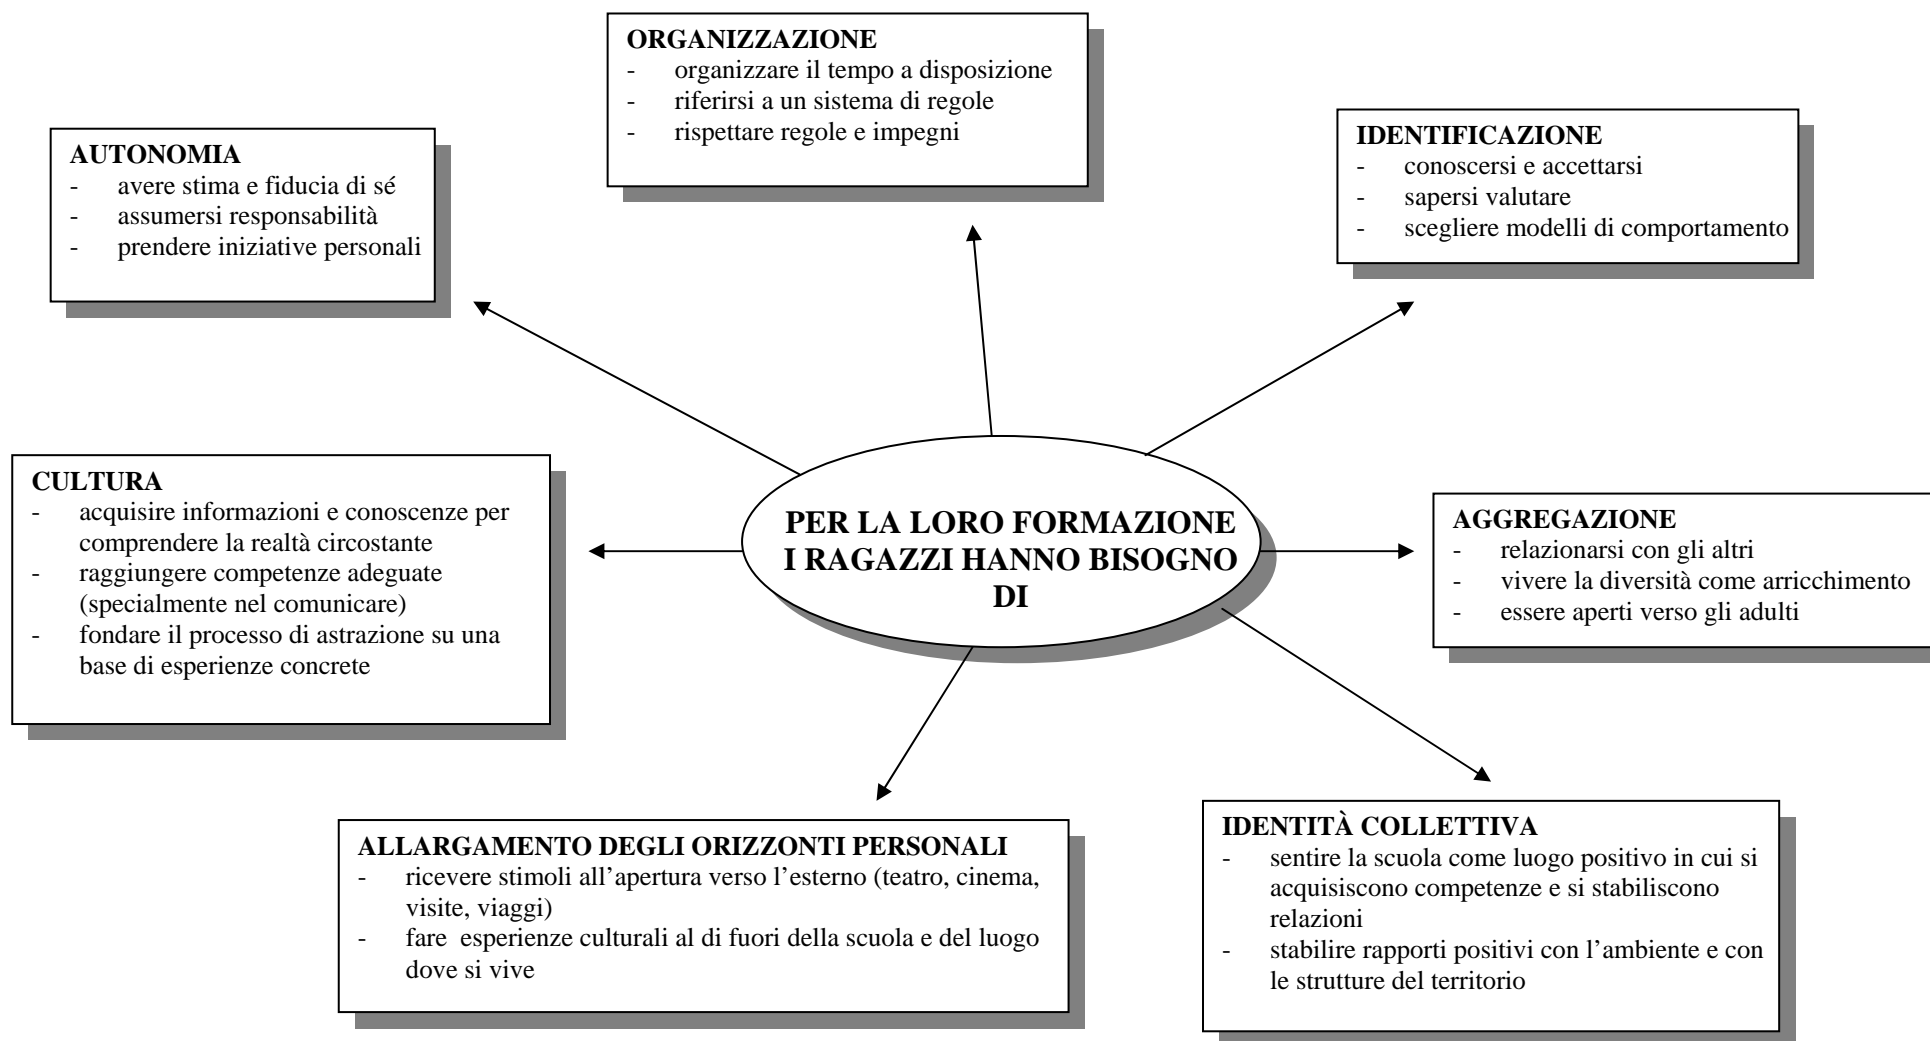 ORGANIZZAZIONE
- organizzare il tempo a disposizione
- riferirsi a un sistema di regole
- rispettare regole e impegni
IDENTIFICAZIONE
- conoscersi e accettarsi
- sapersi valutare
- scegliere modelli di comportamento
AUTONOMIA
- avere stima e fiducia di sé
- assumersi responsabilità
- prendere iniziative personali
CULTURA
- acquisire informazioni e conoscenze per
comprendere la realtà circostante
- raggiungere competenze adeguate
(specialmente nel comunicare)
- fondare il processo di astrazione su una
base di esperienze concrete
PER LA LORO FORMAZIONE
I RAGAZZI HANNO BISOGNO
DI
AGGREGAZIONE
- relazionarsi con gli altri
- vivere la diversità come arricchimento
- essere aperti verso gli adulti
ALLARGAMENTO DEGLI ORIZZONTI PERSONALI
- ricevere stimoli all’apertura verso l’esterno (teatro, cinema,
visite, viaggi)
- fare  esperienze culturali al di fuori della scuola e del luogo
dove si vive
IDENTITÀ COLLETTIVA
- sentire la scuola come luogo positivo in cui si
acquisiscono competenze e si stabiliscono
relazioni
- stabilire rapporti positivi con l’ambiente e con
le strutture del territorio